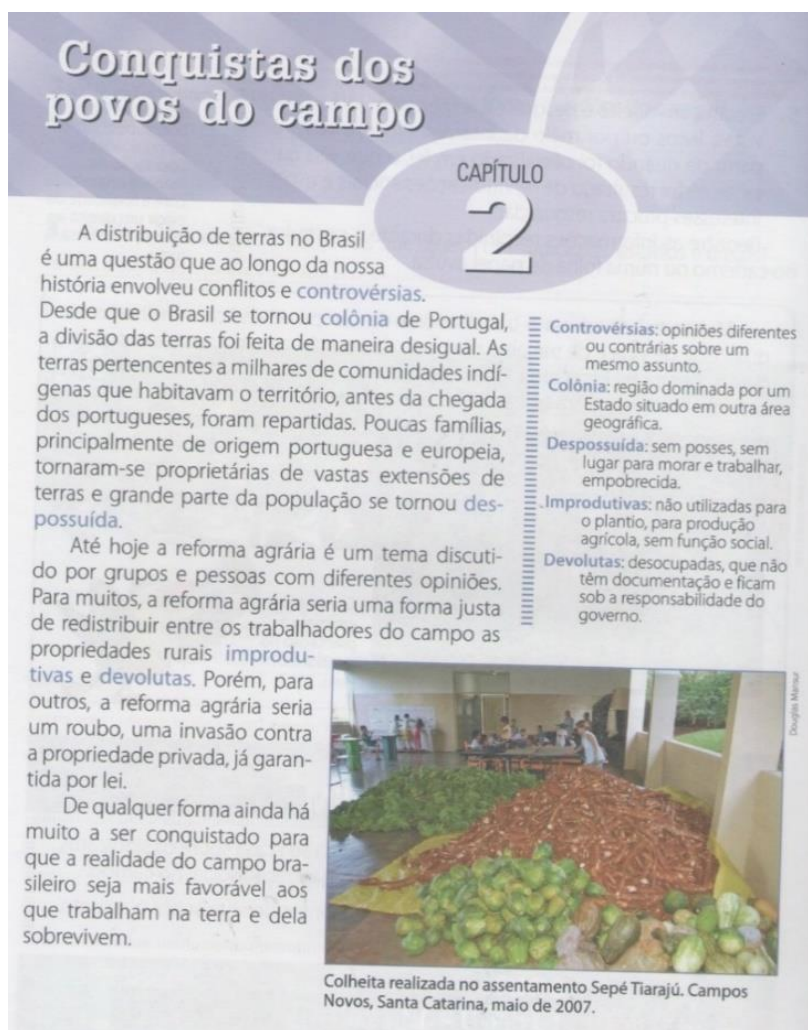 Conquistas dos
povos do campo
CAPÍTULO
2
A distribuição de terras no Brasil
é uma questão que ao longo da nossa
história envolveu conflitos e controvérsias.
Desde que o Brasil se tornou colônia de Portugal,
a divisão das terras foi feita de maneira desigual. As
terras pertencentes a milhares de comunidades indí-
genas que habitavam o território, antes da chegada
dos portugueses, foram repartidas. Poucas famílias,
principalmente de origem portuguesa e europeia,
tornaram-se proprietárias de vastas extensões de
terras e grande parte da população se tornou des-
possuída.
Até hoje a reforma agrária é um tema discuti-
do por grupos e pessoas com diferentes opiniões.
Para muitos, a reforma agrária seria uma forma justa
de redistribuir entre os trabalhadores do campo as
propriedades rurais improdu-
tivas e devolutas. Porém, para
outros, a reforma agrária seria
um roubo, uma invasão contra
a propriedade privada, já garan-
tida por lei.
De qualquer forma ainda há
muito a ser conquistado para
que a realidade do campo bra-
sileiro seja mais favorável aos
que trabalham na terra e dela
sobrevivem.
Controvérsias: opiniões diferentes
ou contrárias sobre um
mesmo assunto.
Colônia: região dominada por um
Estado situado em outra área
geográfica.
Despossuída: sem posses, sem
lugar para morar e trabalhar,
empobrecida.
Improdutivas: não utilizadas para
o plantio, para produção
agrícola, sem função social.
Devolutas: desocupadas, que não
têm documentação e ficam
sob a responsabilidade do
governo.
Douglas Mansur
Colheita realizada no assentamento Sepé Tiarajú. Campos
Novos, Santa Catarina, maio de 2007.